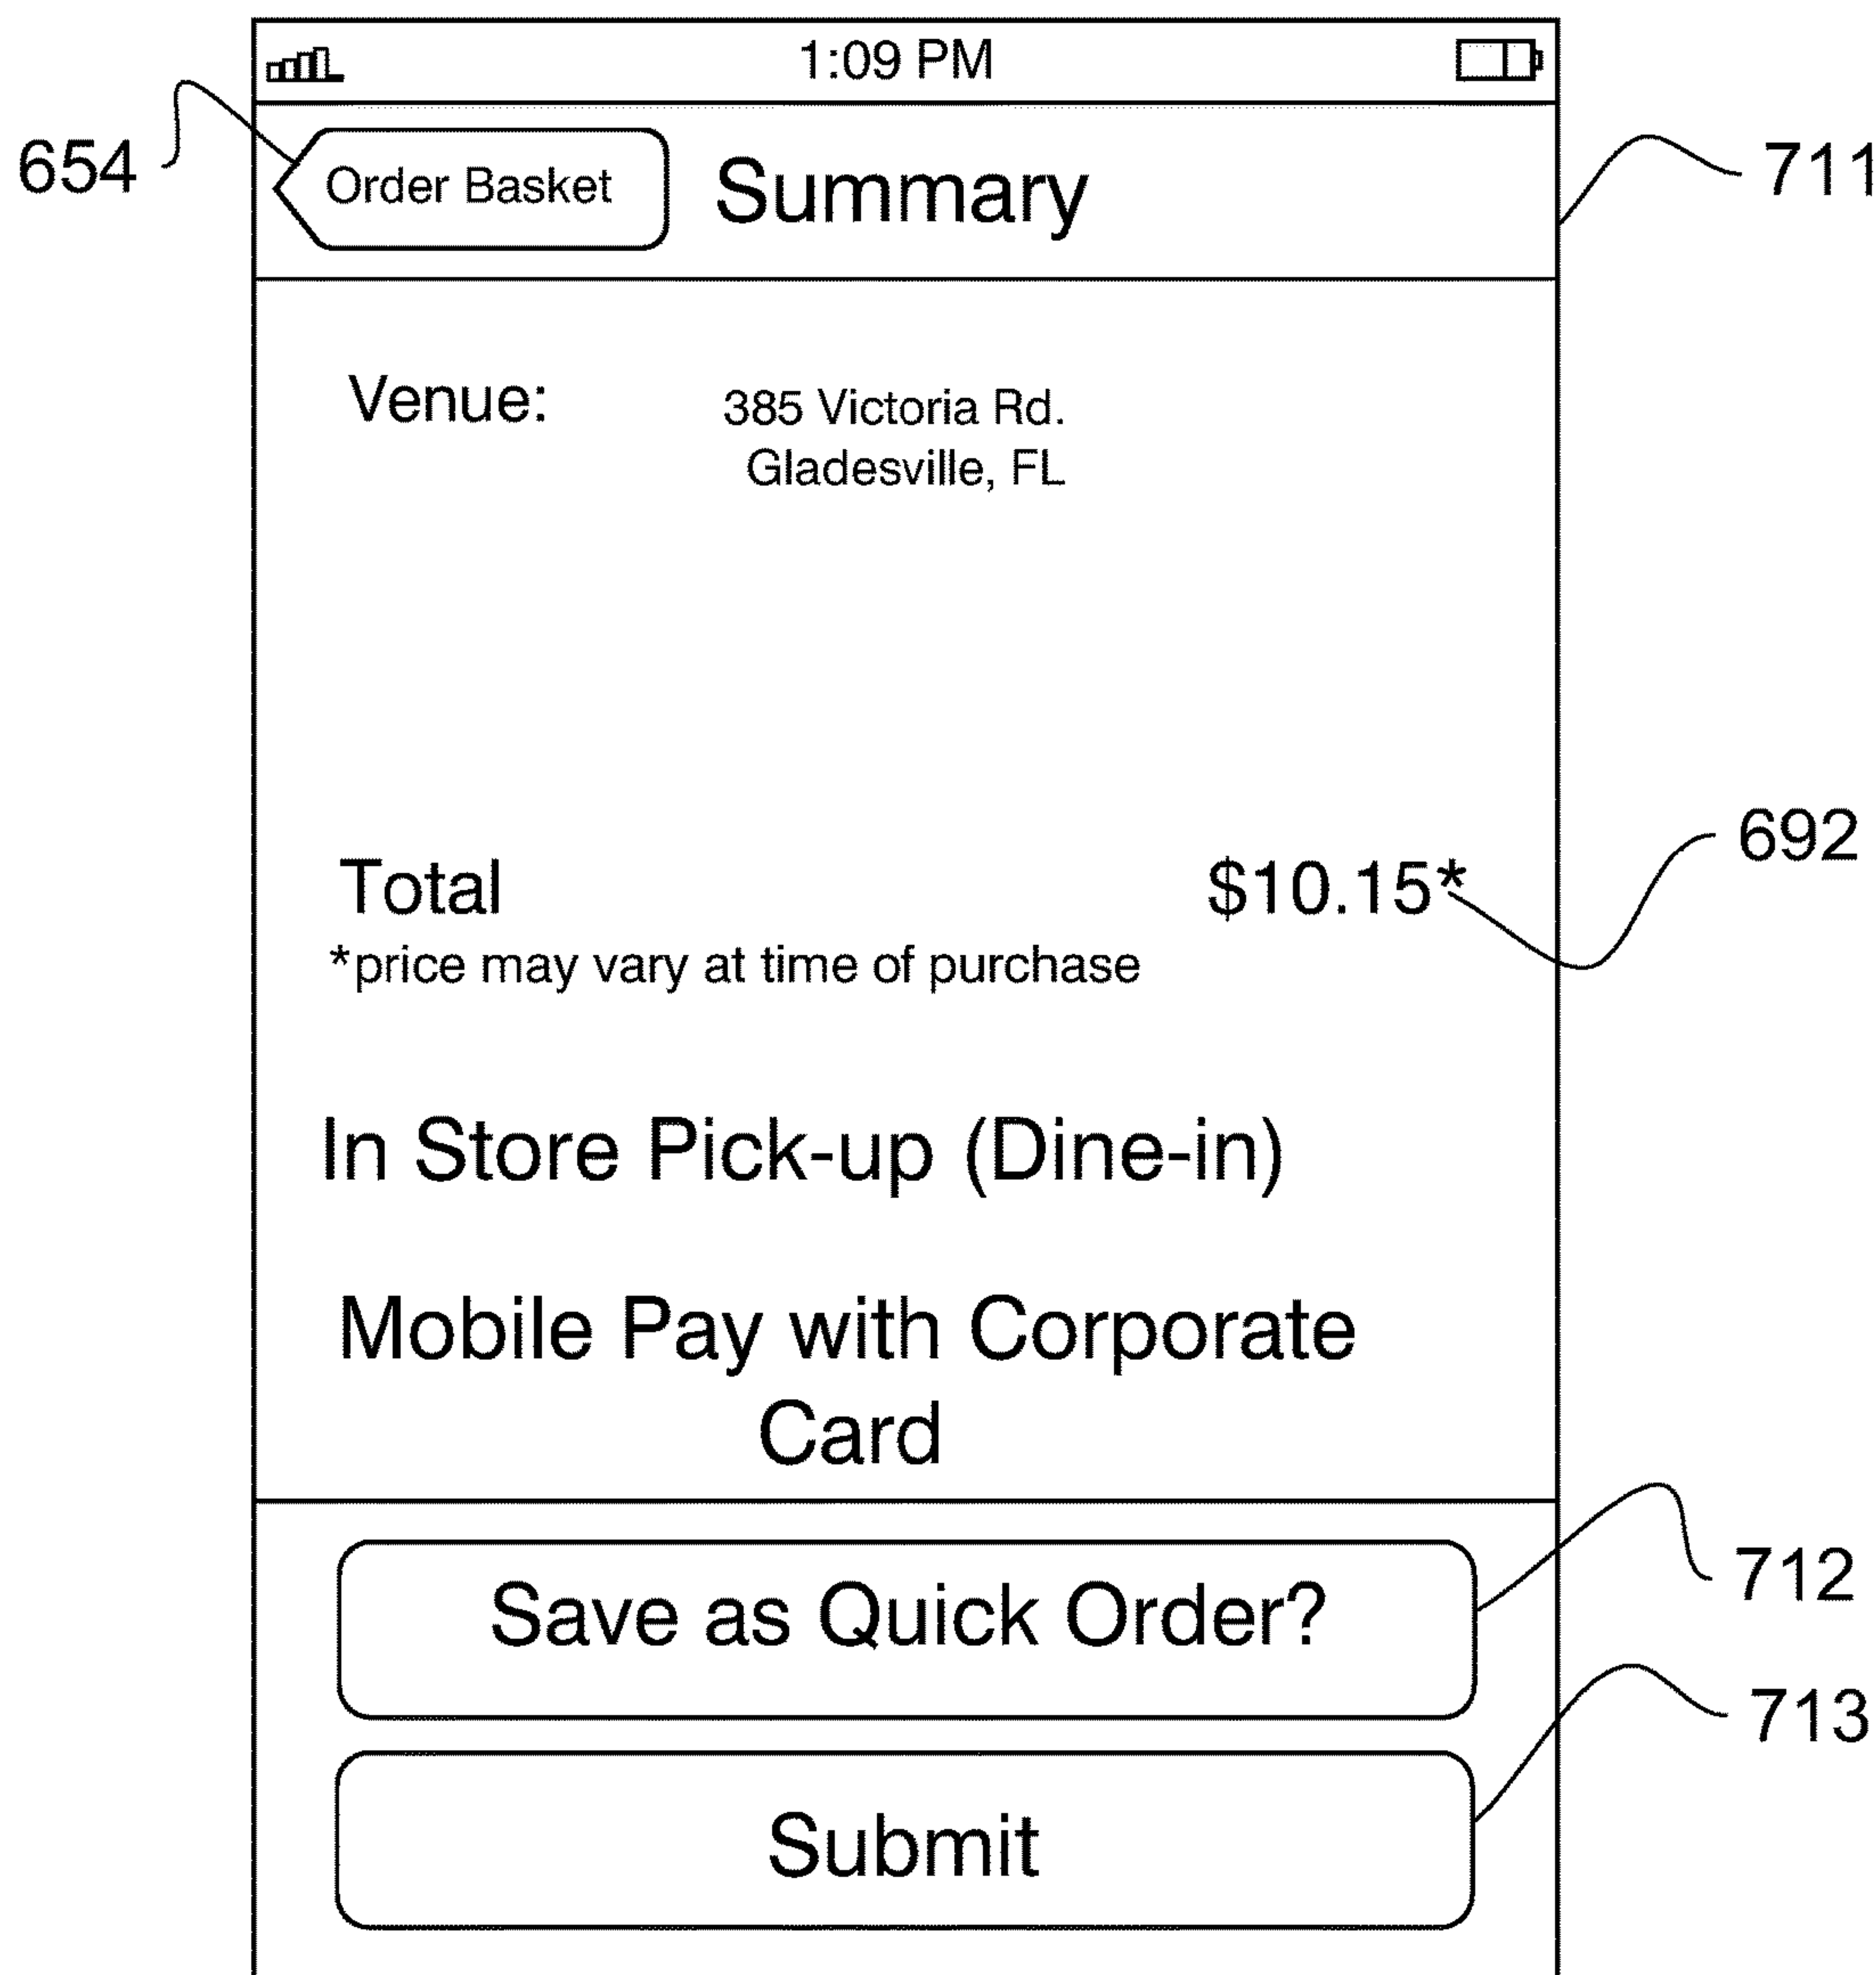 1:09 PM
654
Order Basket
Summary
711
Venue:
385 Victoria Rd.
Gladesville, FL
692
Total
$10.15*
*price may vary at time of purchase
In Store Pick-up (Dine-in)
Mobile Pay with Corporate
Card
712
Save as Quick Order?
713
Submit